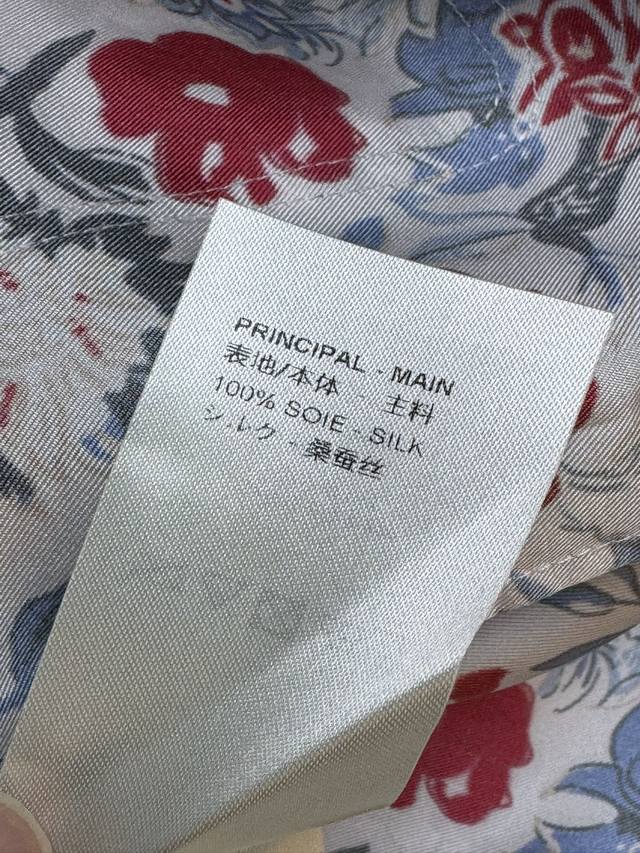 PRINCIPAL - MAIN
表地/本体 - 主料
100% SOIE - SILK
シルク - 桑蚕丝